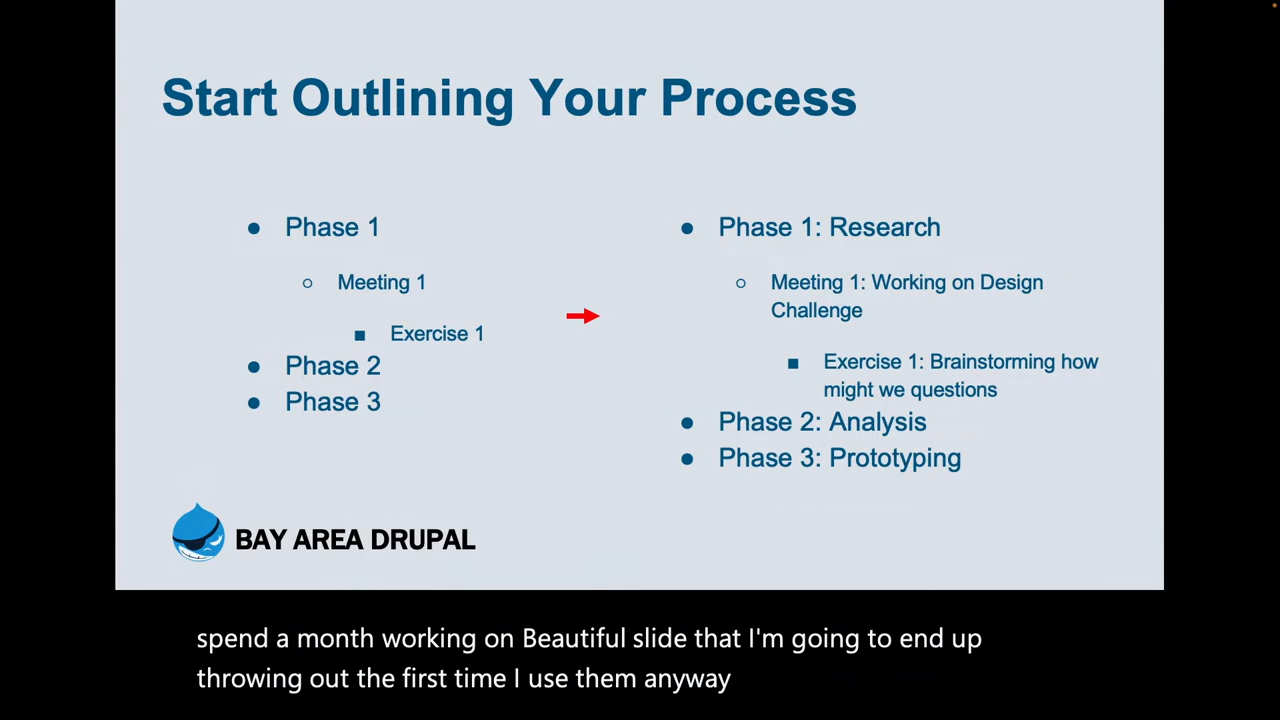 Start Outlining Your Process
Phase 1
Meeting 1
Exercise 1
Phase 2
Phase 3
Phase 1: Research
Meeting 1: Working on Design
Challenge
Exercise 1: Brainstorming how
might we questions
Phase 2: Analysis
Phase 3: Prototyping
BAY AREA DRUPAL
spend a month working on Beautiful slide that I'm going to end up
throwing out the first time I use them anyway